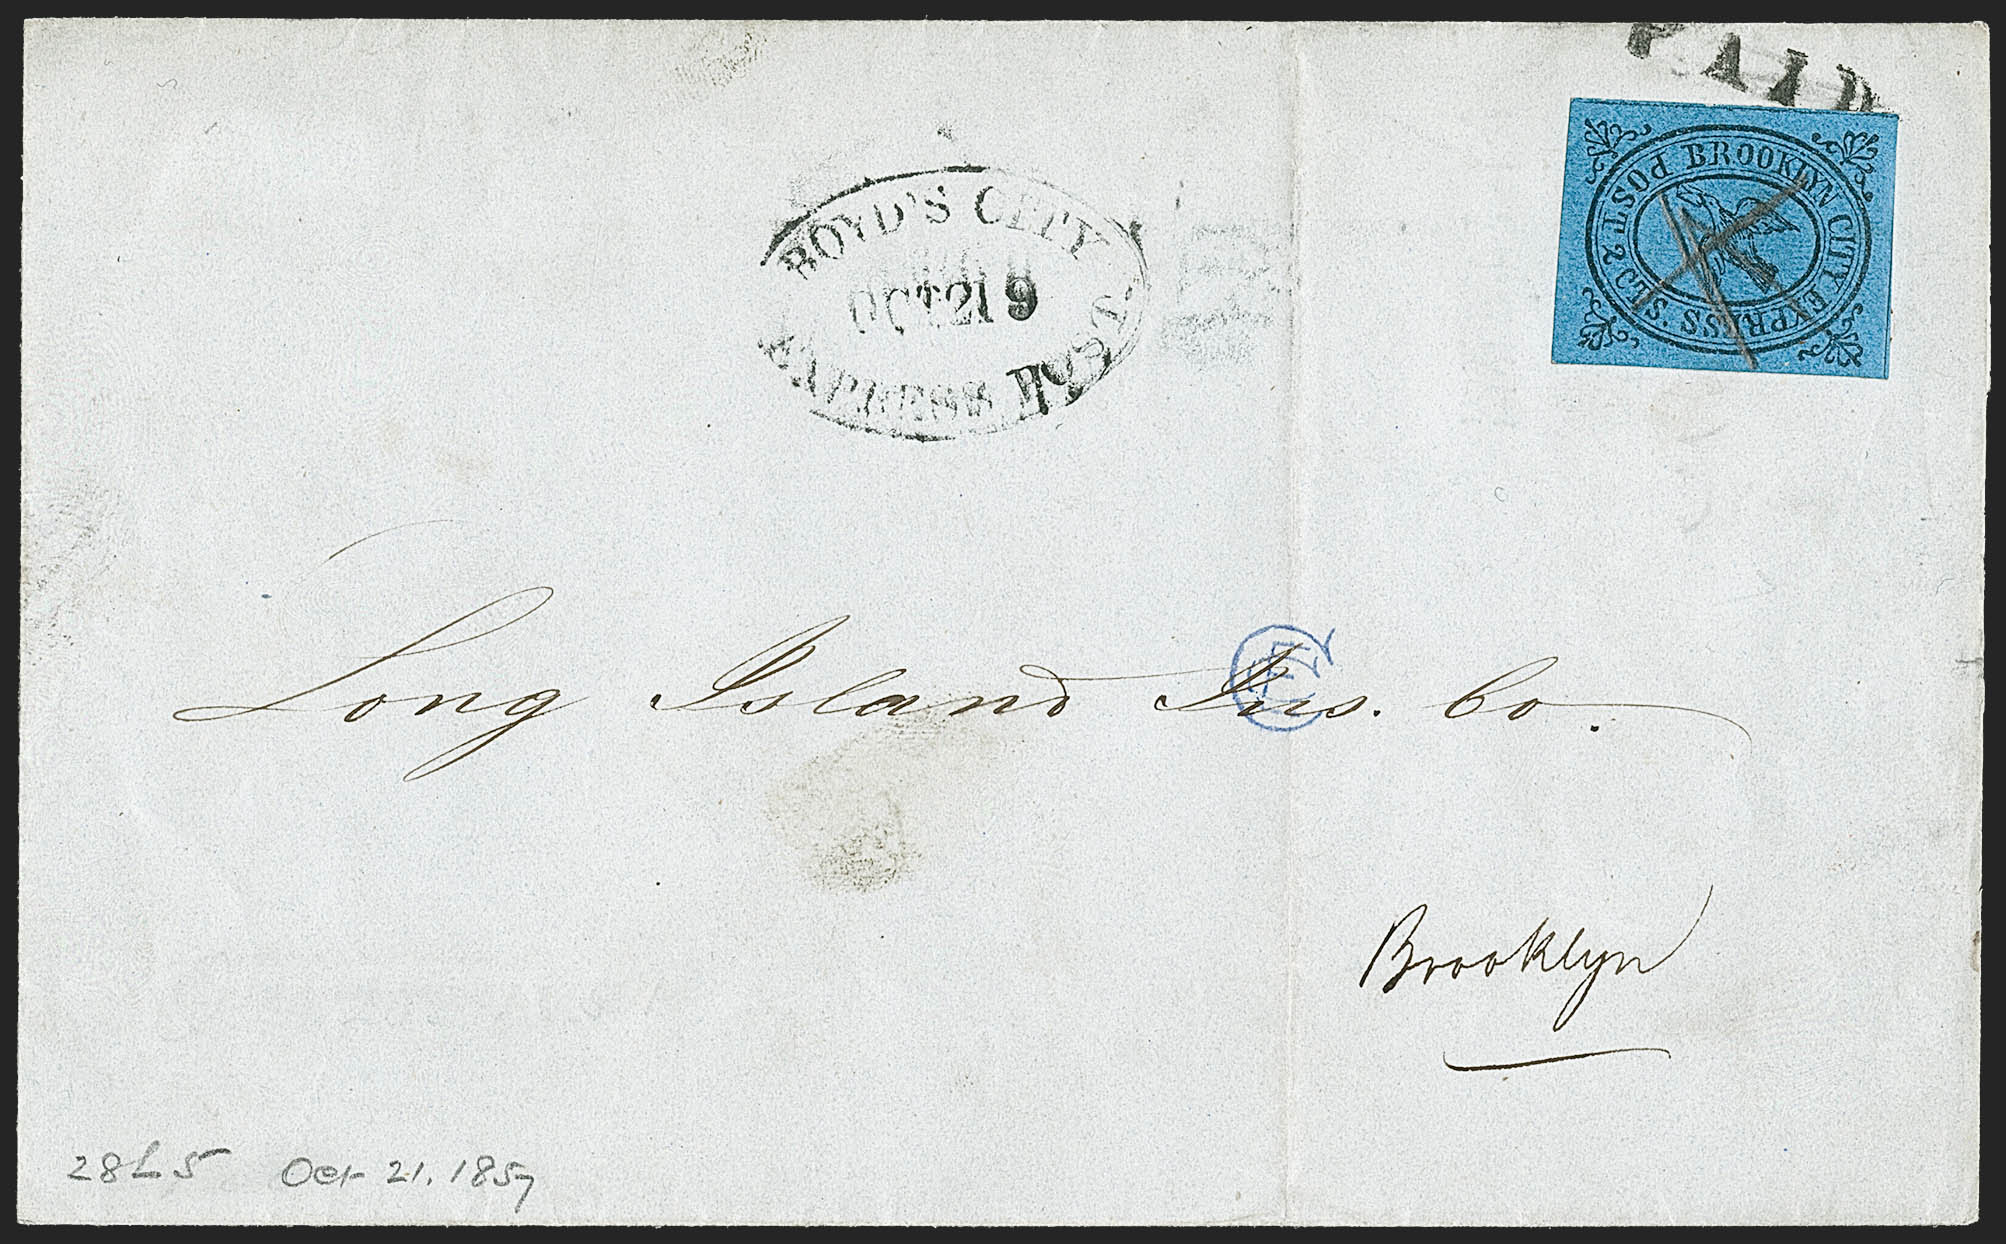 PAID
BROOKLYN CITY EXPRESS POST 2 CTS.
BOYD'S CITY EXPRESS POST.
OCT 21 9
Long Island Ins. Co.
Brooklyn
28L5 Oct 21. 1857